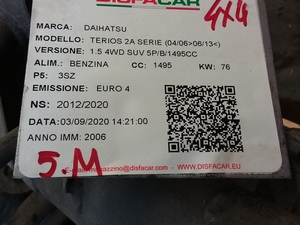 DISFACAR
4x4
MARCA: DAIHATSU
MODELLO: TERIOS 2A SERIE (04/06>06/13<)
VERSIONE: 1.5 4WD SUV 5P/B/1495CC
ALIM.: BENZINA CC: 1495 KW: 76
P5: 3SZ
EMISSIONE: EURO 4
NS: 2012/2020
DATA: 03/09/2020 14:21:00
ANNO IMM: 2006
5.M
WWW.DISFACAR.EU